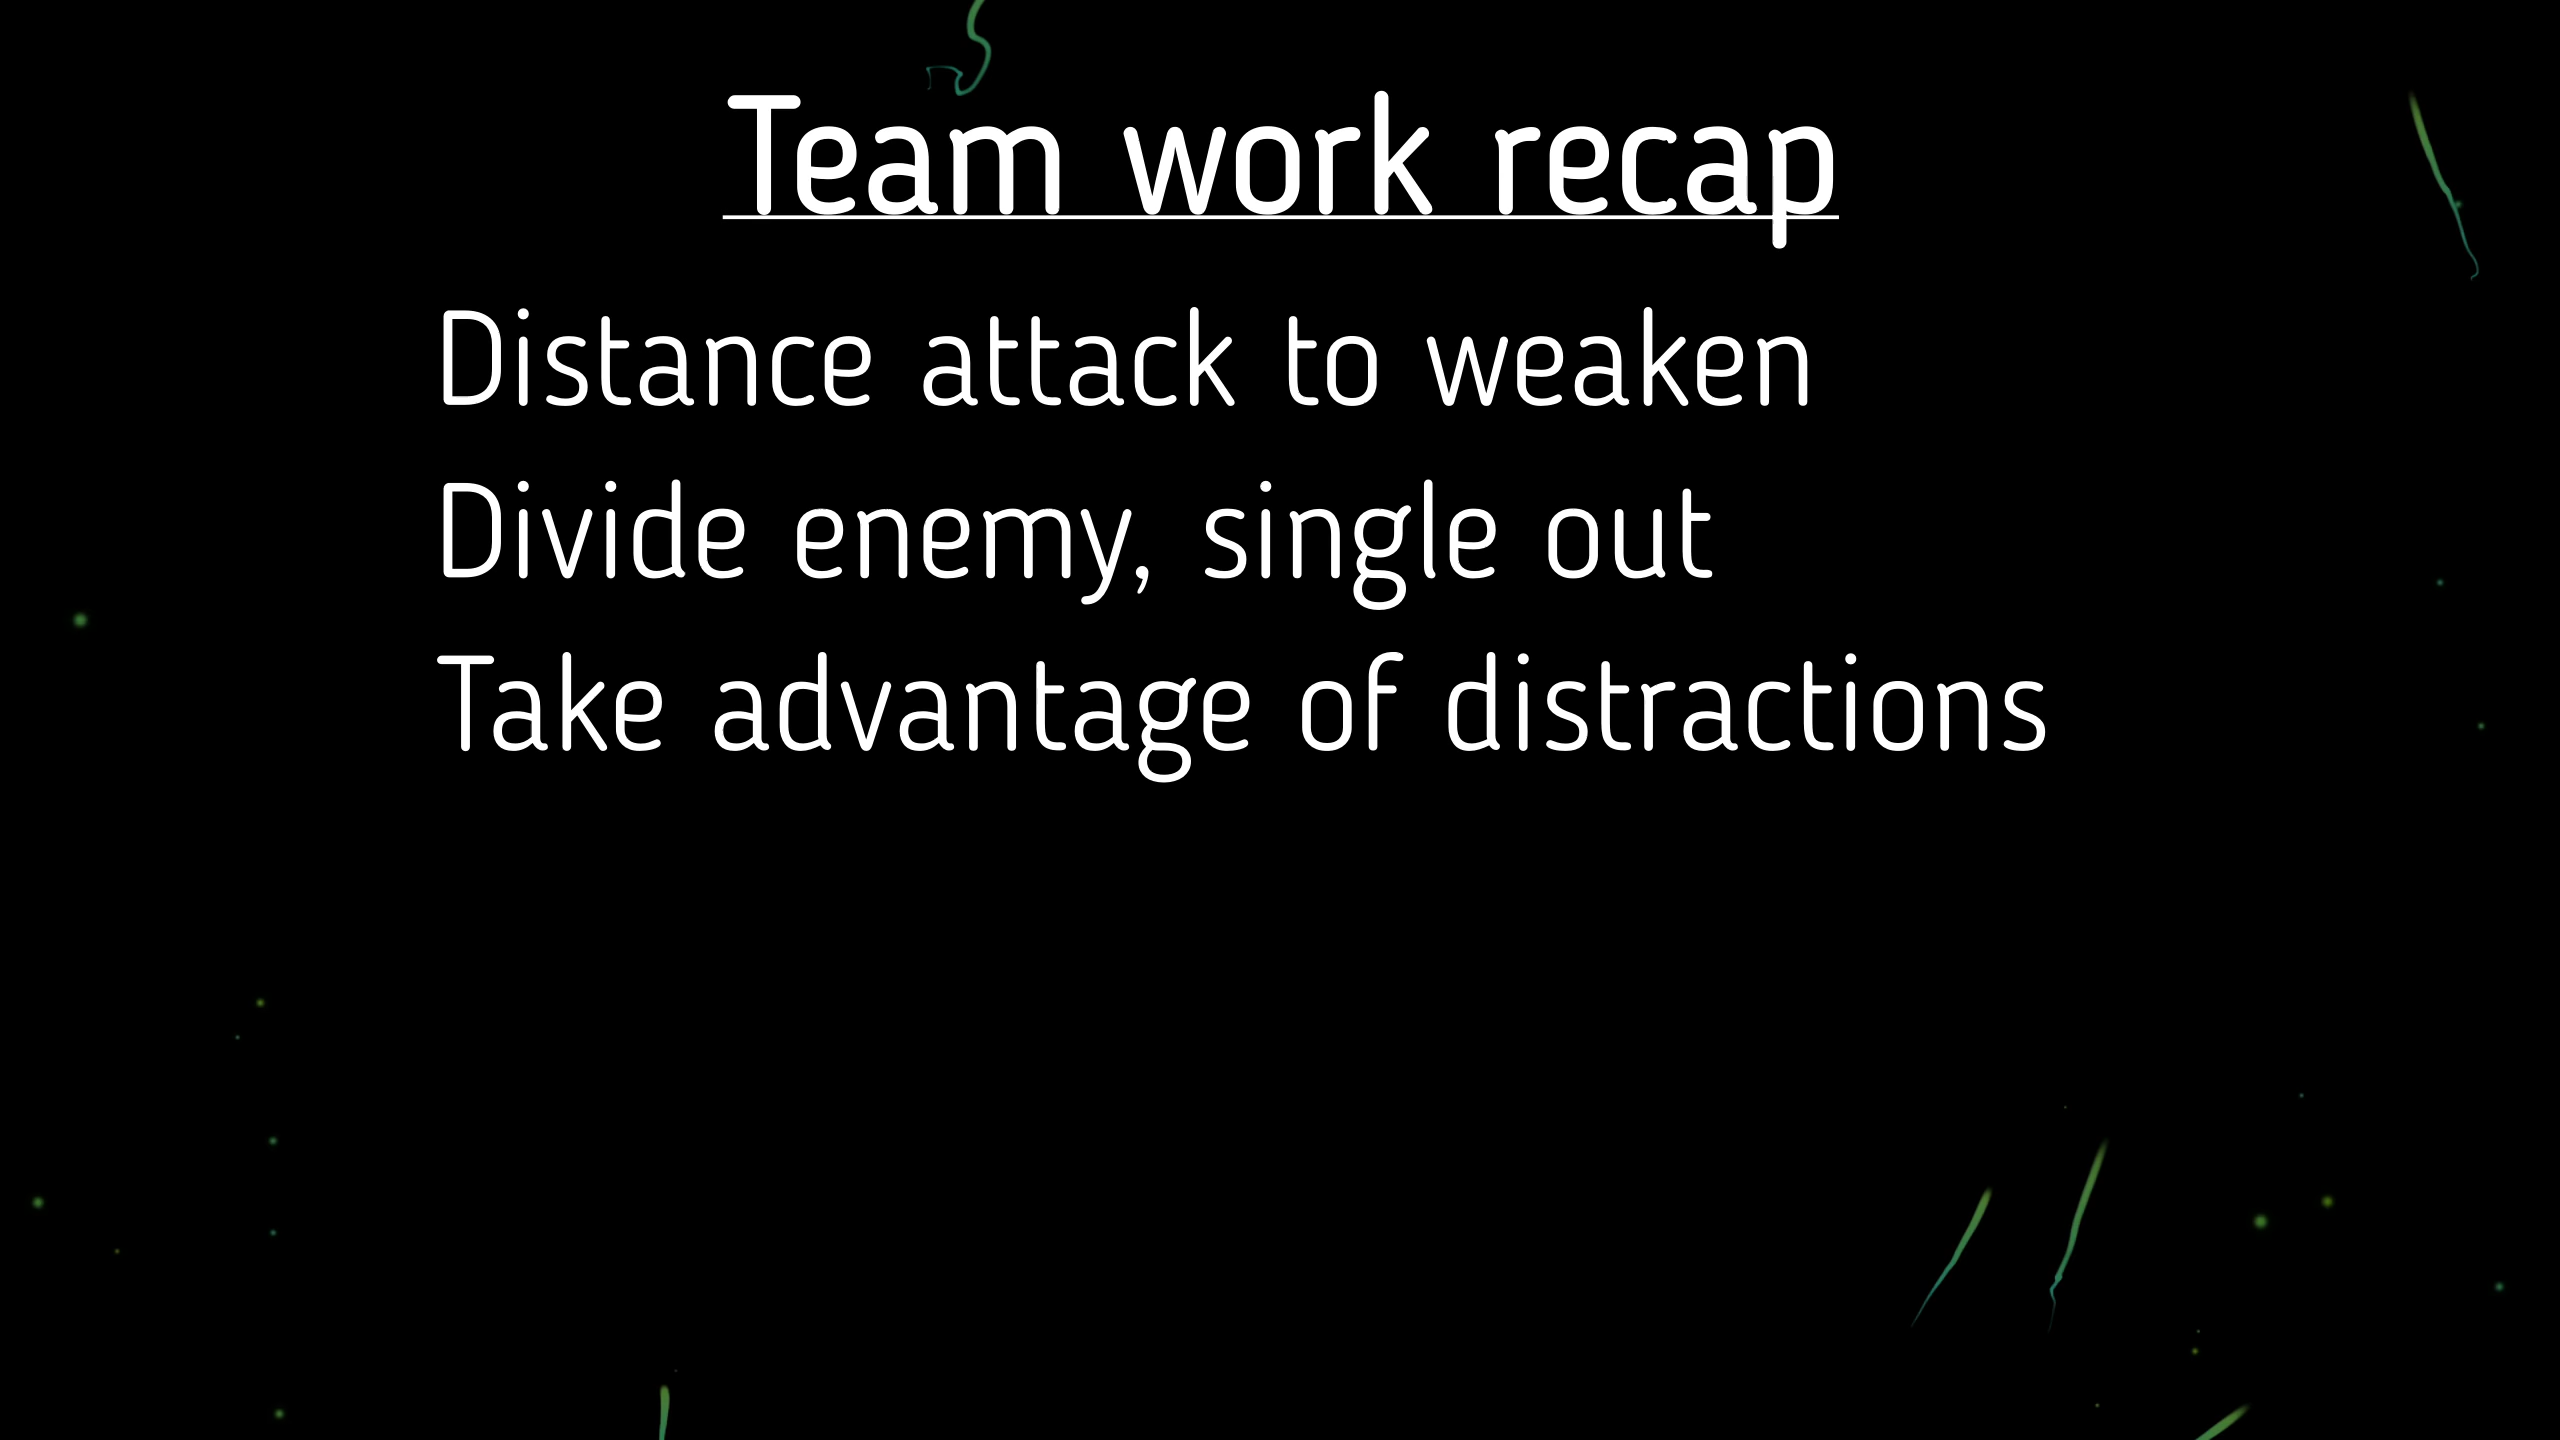 Team work recap
Distance attack to weaken
Divide enemy, single out
Take advantage of distractions